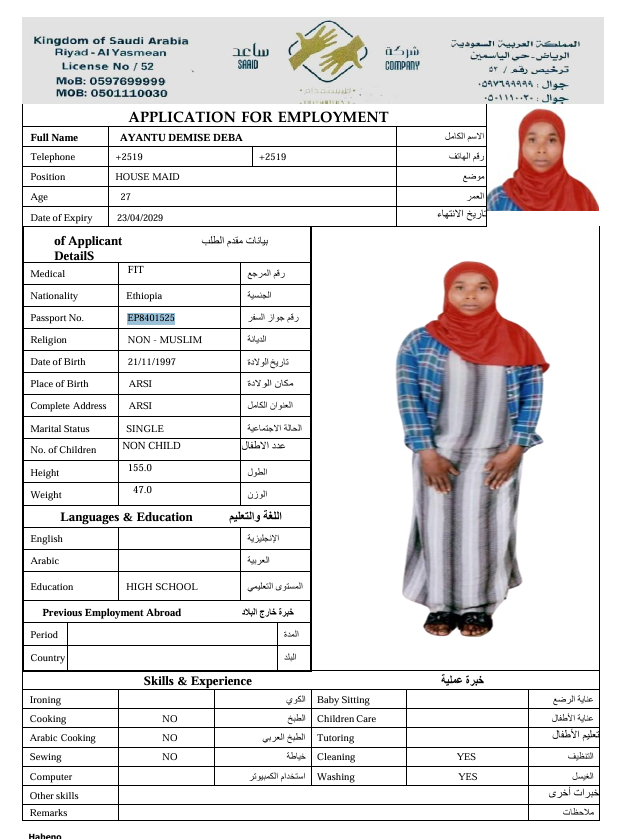 Kingdom of Saudi Arabia
Riyad - Al Yasmean
License No / 52
MoB: 0597699999
MOB: 0501110030
ساعد
SAAID
شركة
COMPANY
المملكة العربية السعودية
الرياض - حي الياسمين
ترخيص رقم / ٥٢
جوال : ٠٥٩٧٦٩٩٩٩٩
جوال : ٠٥٠١١١٠٠٣٠
APPLICATION FOR EMPLOYMENT
Full Name AYANTU DEMISE DEBA الاسم الكامل
Telephone +2519 +2519 رقم الهاتف
Position HOUSE MAID موضع
Age 27 العمر
Date of Expiry 23/04/2029 تاريخ الانتهاء
of Applicant بيانات مقدم الطلب
DetailS
Medical FIT رقم المرجع
Nationality Ethiopia الجنسية
Passport No. EP8401525 رقم جواز السفر
Religion NON - MUSLIM الديانة
Date of Birth 21/11/1997 تاريخ الولادة
Place of Birth ARSI مكان الولادة
Complete Address ARSI العنوان الكامل
Marital Status SINGLE الحالة الاجتماعية
No. of Children NON CHILD عدد الاطفال
Height 155.0 الطول
Weight 47.0 الوزن
Languages & Education اللغة والتعليم
English الإنجليزية
Arabic العربية
Education HIGH SCHOOL المستوى التعليمي
Previous Employment Abroad خبرة خارج البلاد
Period المدة
Country البلد
Skills & Experience خبرة عملية
Ironing الكوي Baby Sitting عناية الرضع
Cooking NO الطبخ Children Care عناية الأطفال
Arabic Cooking NO الطبخ العربي Tutoring تعليم الأطفال
Sewing NO خياطة Cleaning YES التنظيف
Computer استخدام الكمبيوتر Washing YES الغيسل
Other skills خبرات أخرى
Remarks ملاحظات
Habeno